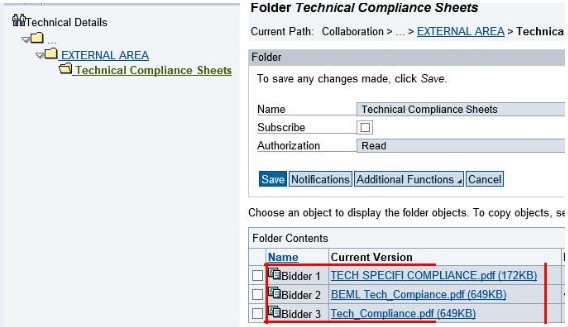 Technical Details
...
EXTERNAL AREA
Technical Compliance Sheets
Folder Technical Compliance Sheets
Current Path: Collaboration > ... > EXTERNAL AREA > Technica
Folder
To save any changes made, click Save.
Name Technical Compliance Sheets
Subscribe
Authorization Read
Save Notifications Additional Functions Cancel
Choose an object to display the folder objects. To copy objects, se
Folder Contents
Name Current Version
Bidder 1 TECH SPECIFI COMPLIANCE.pdf (172KB)
Bidder 2 BEML Tech_Compiance.pdf (649KB)
Bidder 3 Tech_Compliance.pdf (649KB)